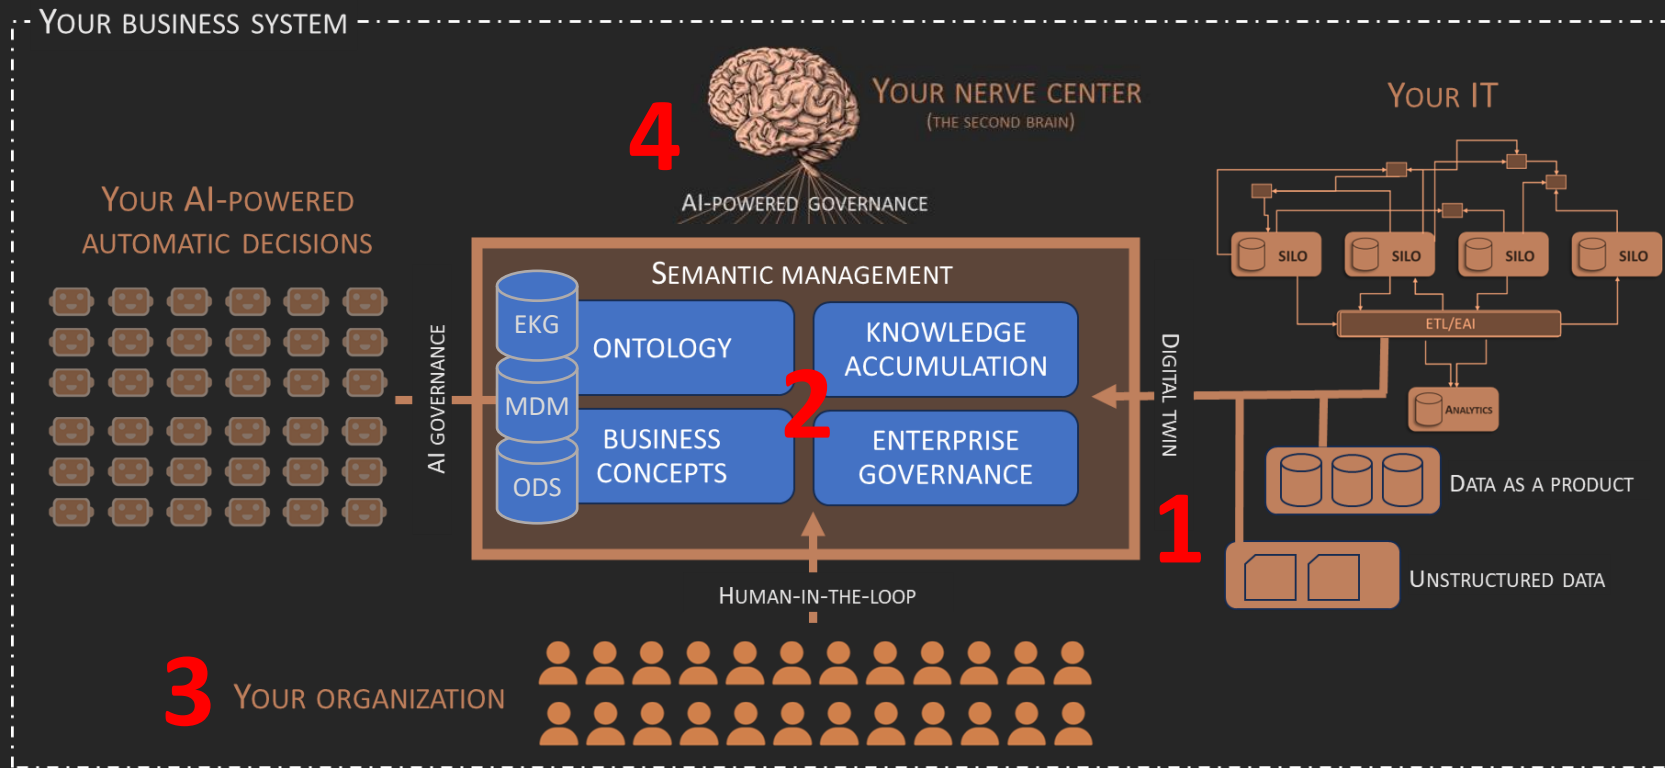 YOUR BUSINESS SYSTEM
4
YOUR NERVE CENTER
(THE SECOND BRAIN)
AI-POWERED GOVERNANCE
YOUR IT
SILO
SILO
SILO
SILO
ETL/EAI
ANALYTICS
DATA AS A PRODUCT
UNSTRUCTURED DATA
1
DIGITAL TWIN
YOUR AI-POWERED
AUTOMATIC DECISIONS
AI GOVERNANCE
SEMANTIC MANAGEMENT
EKG
MDM
ODS
ONTOLOGY
KNOWLEDGE
ACCUMULATION
2
BUSINESS
CONCEPTS
ENTERPRISE
GOVERNANCE
HUMAN-IN-THE-LOOP
3
YOUR ORGANIZATION